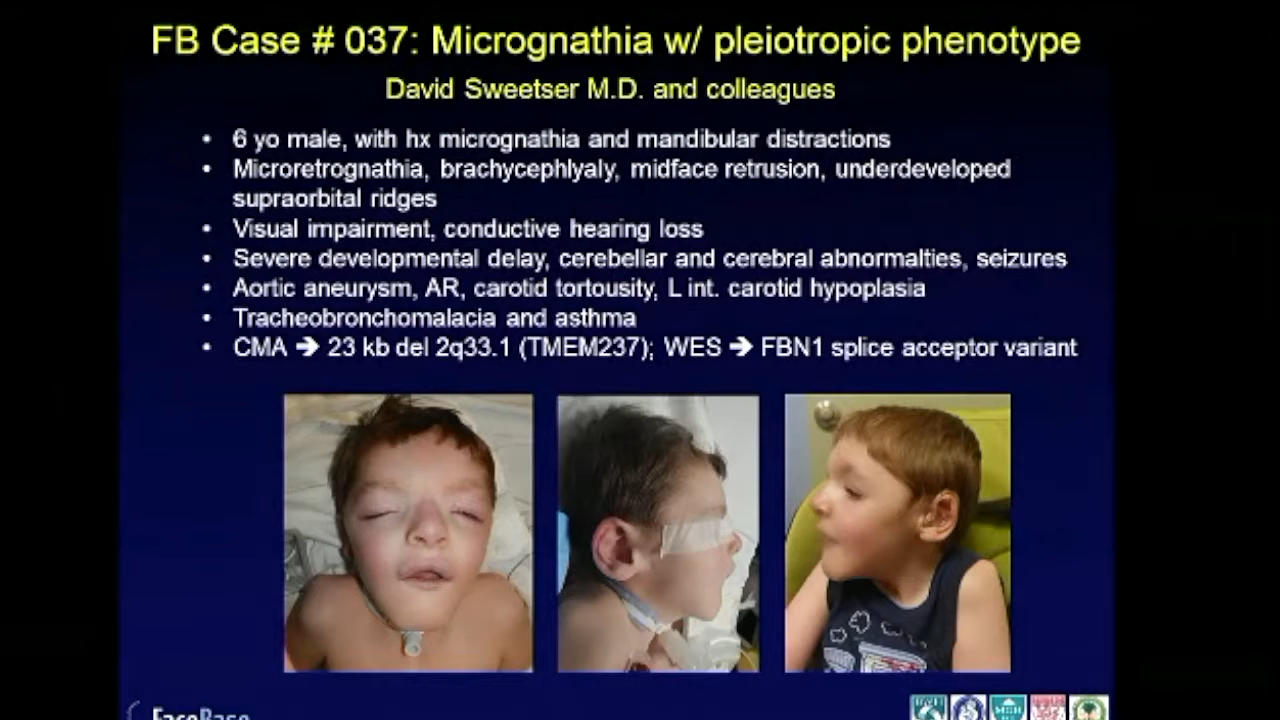 FB Case # 037: Micrognathia w/ pleiotropic phenotype
David Sweetser M.D. and colleagues
• 6 yo male, with hx micrognathia and mandibular distractions
• Microretrognathia, brachycephlyaly, midface retrusion, underdeveloped
supraorbital ridges
• Visual impairment, conductive hearing loss
• Severe developmental delay, cerebellar and cerebral abnormalties, seizures
• Aortic aneurysm, AR, carotid tortousity, L int. carotid hypoplasia
• Tracheobronchomalacia and asthma
• CMA ➔ 23 kb del 2q33.1 (TMEM237); WES ➔ FBN1 splice acceptor variant
FaceBase